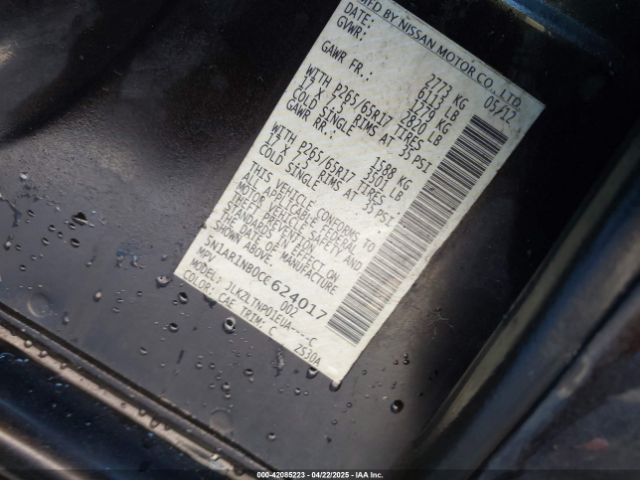 MFD BY NISSAN MOTOR CO., LTD.
DATE: 05/12
GVWR: 2773 KG
6113 LB
GAWR FR.: 1279 KG
2820 LB
WITH P265/65R17 TIRES
17 X 7.5 RIMS AT 35 PSI
COLD SINGLE
GAWR RR.: 1588 KG
3501 LB
WITH P265/65R17 TIRES
17 X 7.5 RIMS AT 35 PSI
COLD SINGLE
THIS VEHICLE CONFORMS TO
ALL APPLICABLE FEDERAL
MOTOR VEHICLE SAFETY AND
THEFT PREVENTION
STANDARDS IN EFFECT ON
THE DATE OF MANUFACTURE
SHOWN ABOVE.
5N1AR1NB0CC624017
MPV 002
MODEL: JLKZLTNP01EUA----C
COLOR: CAE TRIM: C 2530A
000-42085223 - 04/22/2025 - IAA Inc.